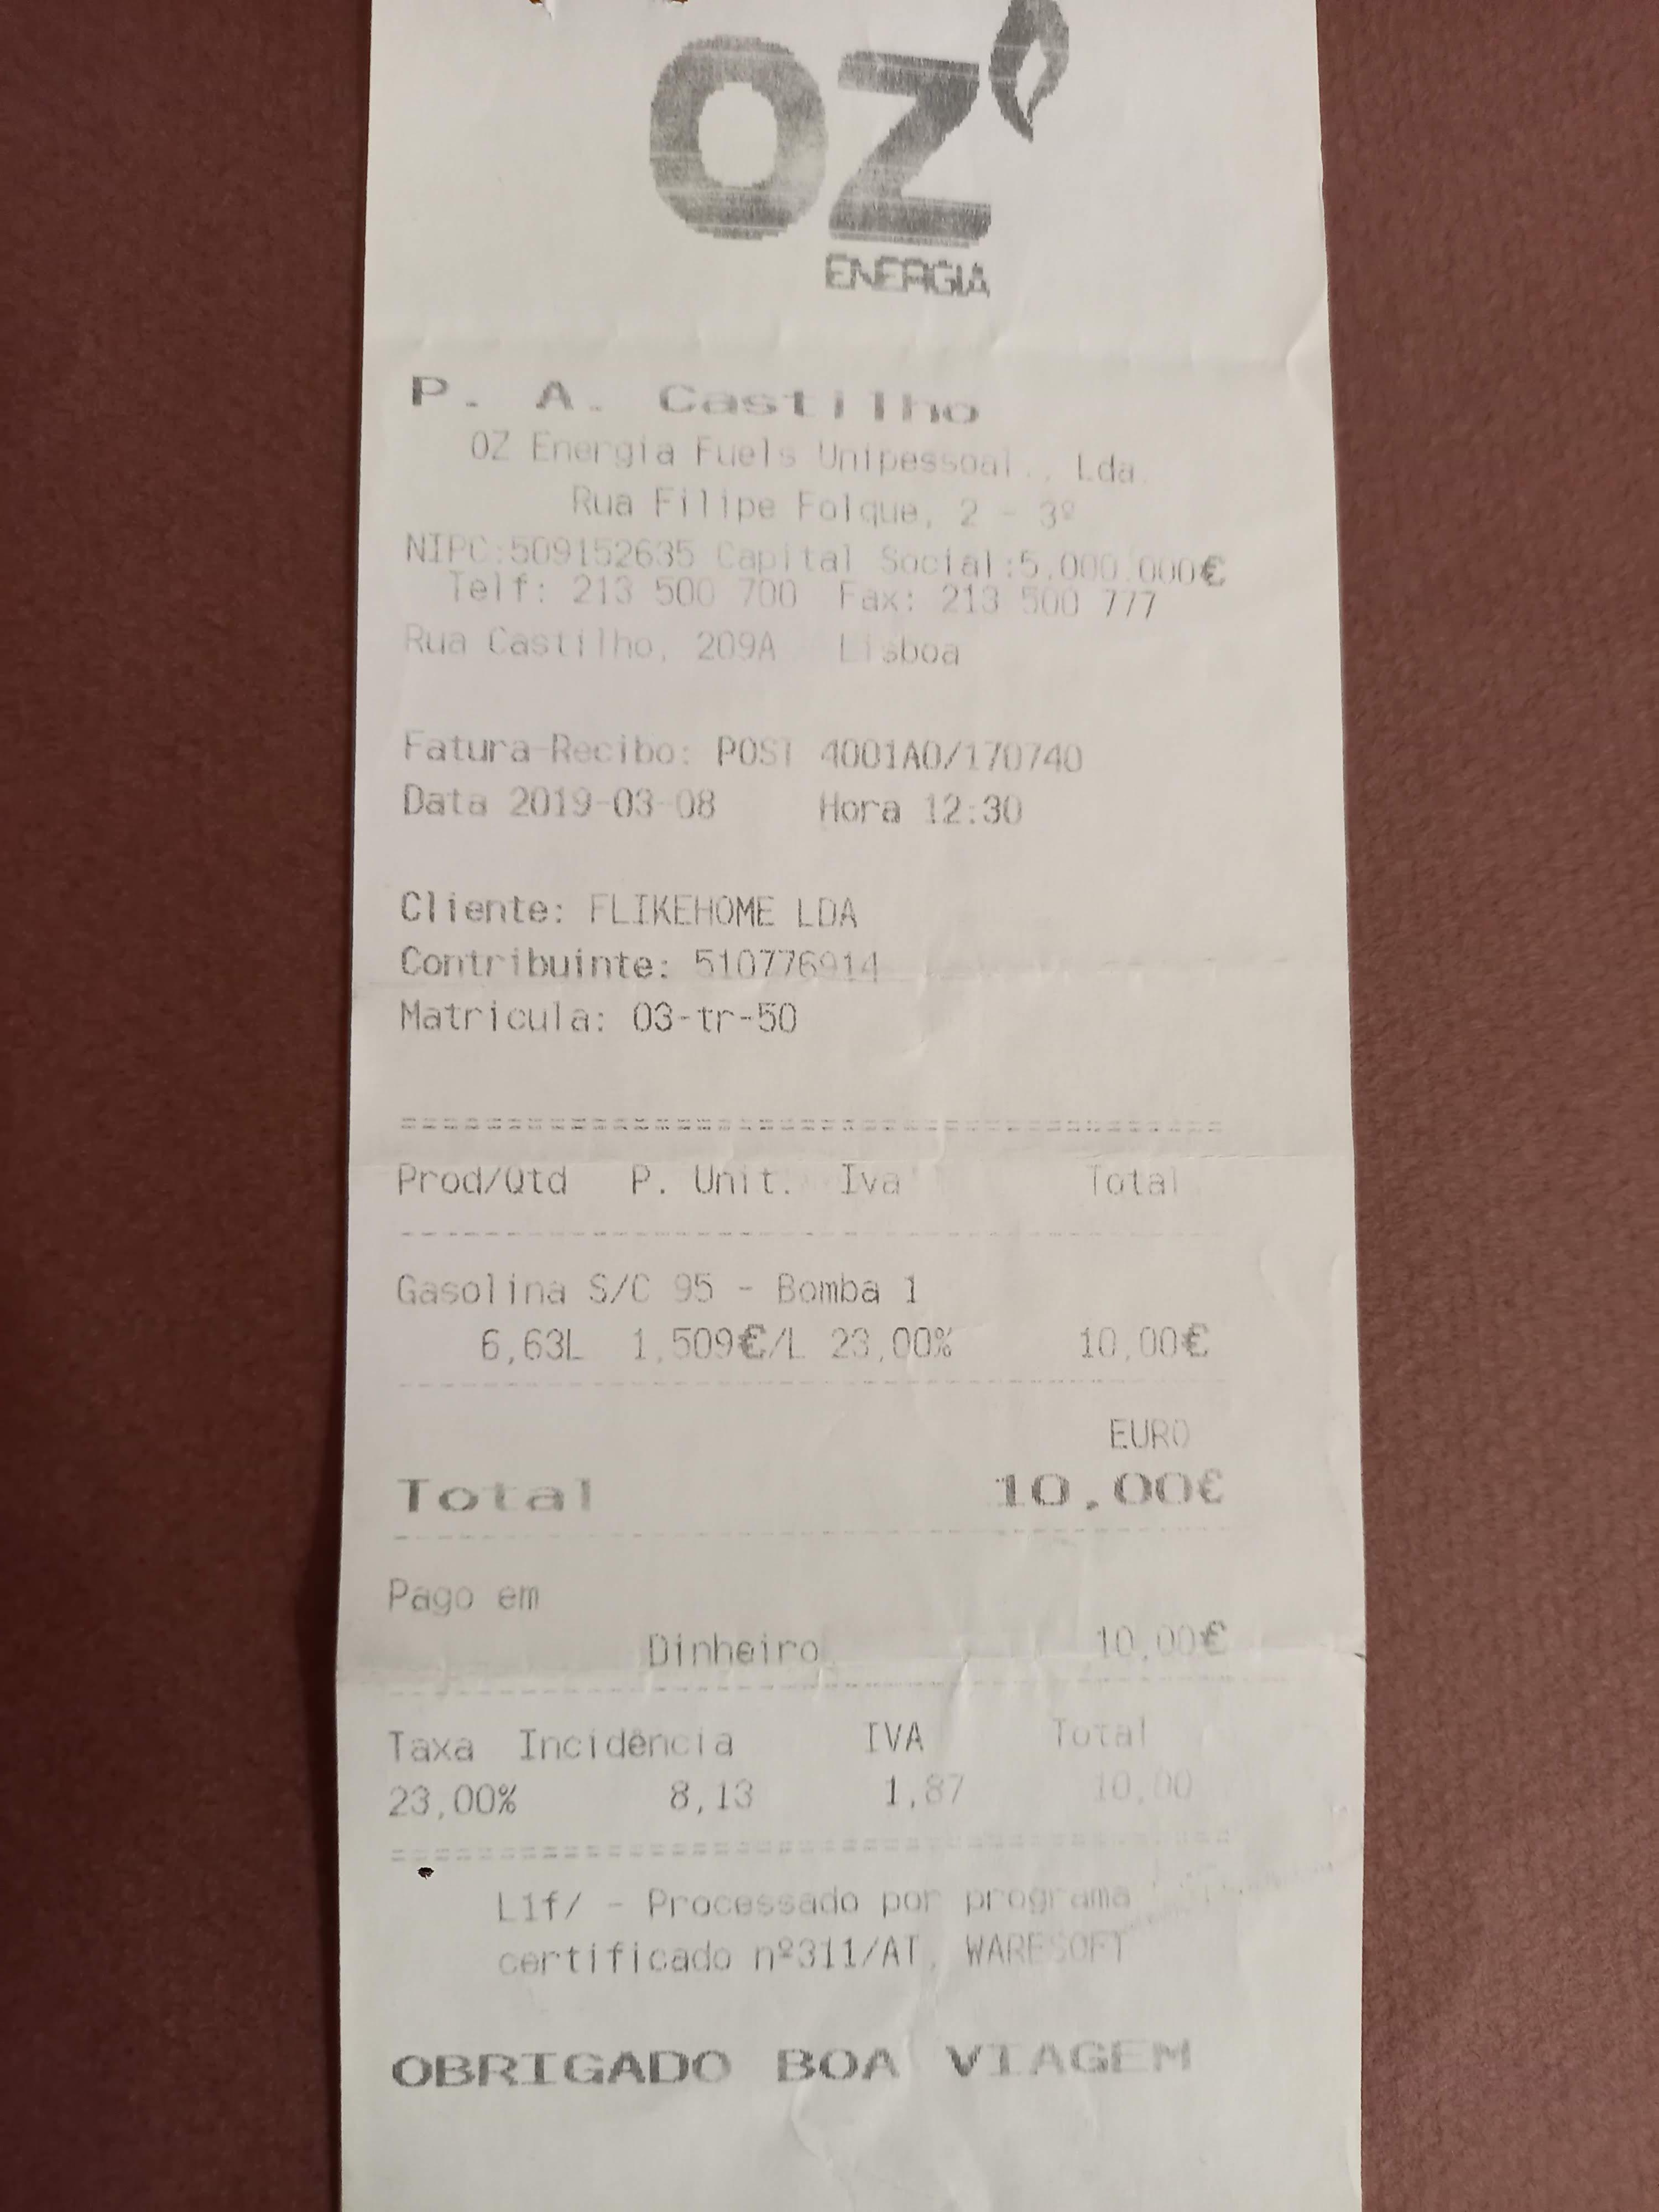 OZ
ENERGIA
P. A. Castilho
OZ Energia Fuels Unipessoal., Lda.
Rua Filipe Folque, 2 - 3º
NIPC:509152635 Capital Social:5.000.000€
Telf: 213 500 700 Fax: 213 500 777
Rua Castilho, 209A Lisboa
Fatura-Recibo: POST 4001A0/170740
Data 2019-03-08 Hora 12:30
Cliente: FLIKEHOME LDA
Contribuinte: 510776914
Matricula: 03-tr-50
Prod/Qtd P. Unit. Iva Total
Gasolina S/C 95 - Bomba 1
6,63L 1,509€/L 23,00% 10,00€
EURO
Total 10,00€
Pago em
Dinheiro 10,00€
Taxa Incidência IVA Total
23,00% 8,13 1,87 10,00
L1f/ - Processado por programa
certificado nº311/AT, WARESOFT
OBRIGADO BOA VIAGEM